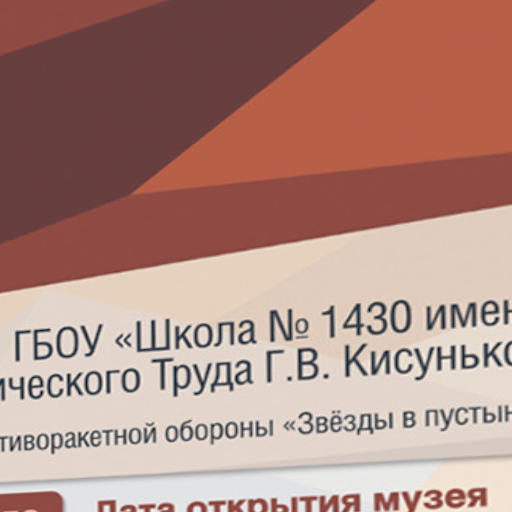 ГБОУ «Школа № 1430 имен
ического Труда Г.В. Кисунько
тиворакетной обороны «Звёзды в пустын
Дата открытия музея